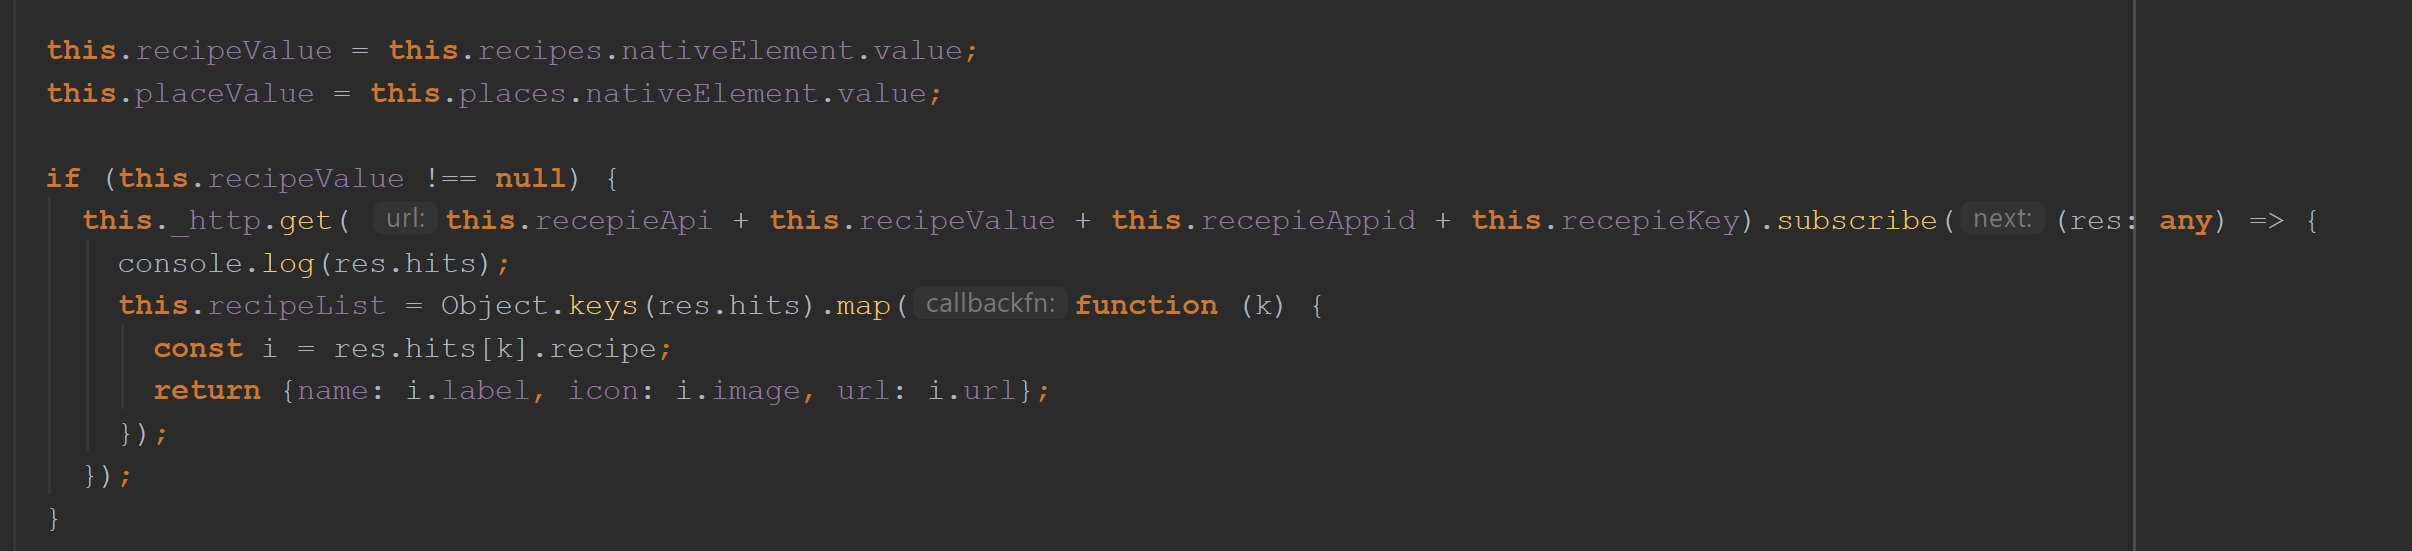 this.recipeValue = this.recipes.nativeElement.value;
this.placeValue = this.places.nativeElement.value;
if (this.recipeValue !== null) {
this._http.get( url: this.recepieApi + this.recipeValue + this.recepieAppid + this.recepieKey).subscribe( next: (res: any) => {
console.log(res.hits);
this.recipeList = Object.keys(res.hits).map( callbackfn: function (k) {
const i = res.hits[k].recipe;
return {name: i.label, icon: i.image, url: i.url};
});
});
}